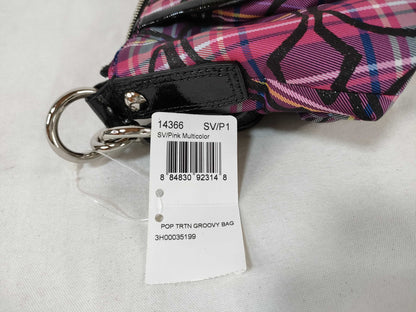 14366 SV/P1
SV/Pink Multicolor
8 84830 92314 8
POP TRTN GROOVY BAG
3H00035199